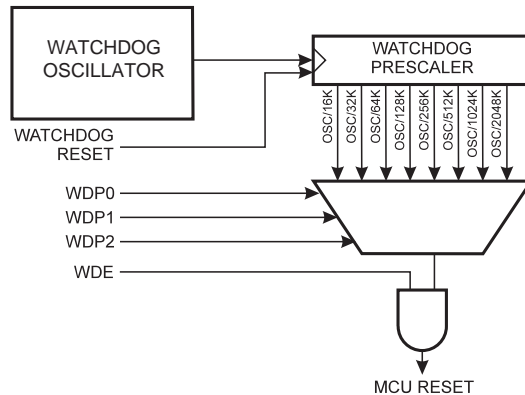 WATCHDOG
OSCILLATOR
WATCHDOG
PRESCALER
WATCHDOG
RESET
OSC/16K
OSC/32K
OSC/64K
OSC/128K
OSC/256K
OSC/512K
OSC/1024K
OSC/2048K
WDP0
WDP1
WDP2
WDE
MCU RESET